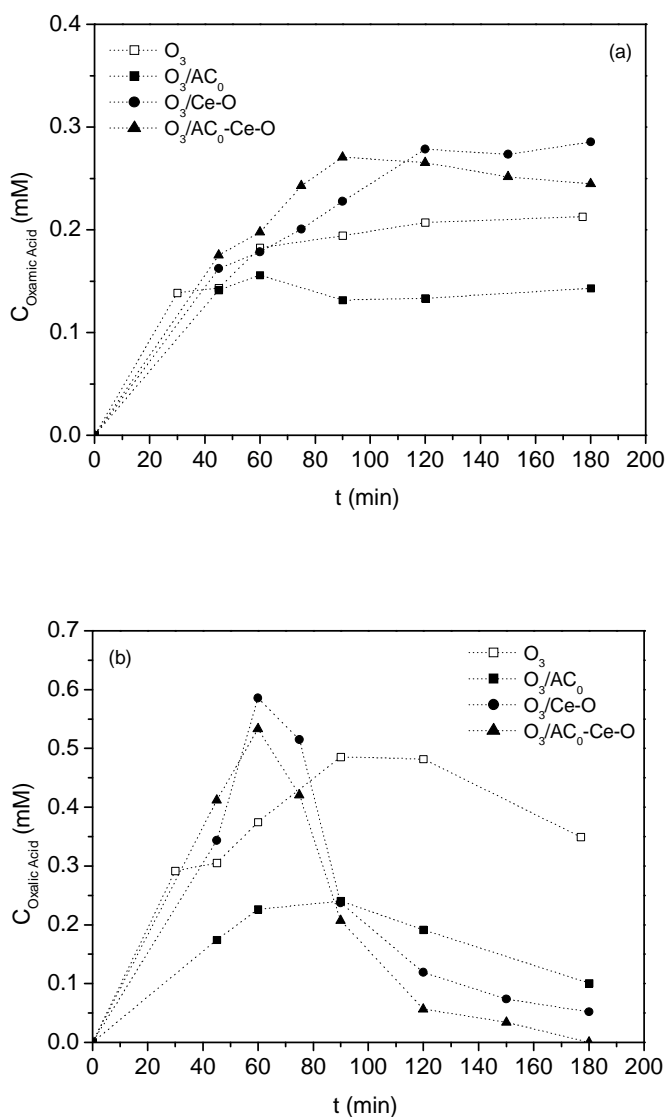 0.4
(a)
O3
O3/AC0
O3/Ce-O
O3/AC0-Ce-O
0.3
0.2
0.1
0.0
C Oxamic Acid (mM)
0 20 40 60 80 100 120 140 160 180 200
t (min)
0.7
(b)
O3
O3/AC0
O3/Ce-O
O3/AC0-Ce-O
0.6
0.5
0.4
0.3
0.2
0.1
0.0
C Oxalic Acid (mM)
0 20 40 60 80 100 120 140 160 180 200
t (min)